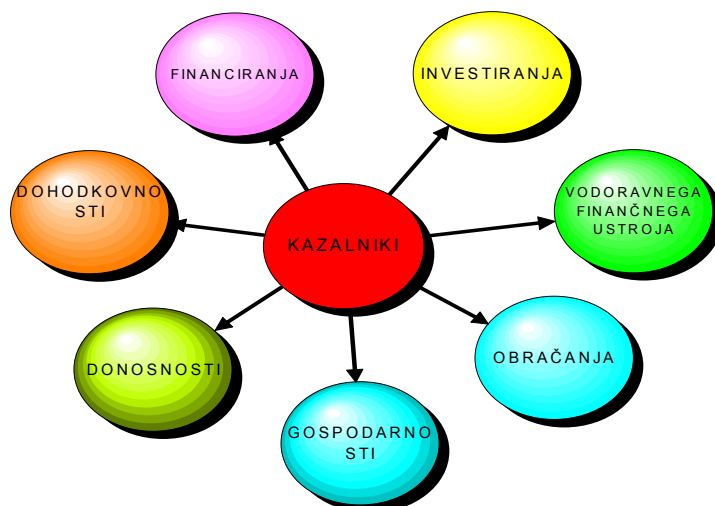 FINANCIRANJA
INVESTIRANJA
DOHODKOVNO
STI
VODORAVNEGA
FINANČNEGA
USTROJA
KAZALNIKI
DONOSNOSTI
OBRAČANJA
GOSPODARNO
STI